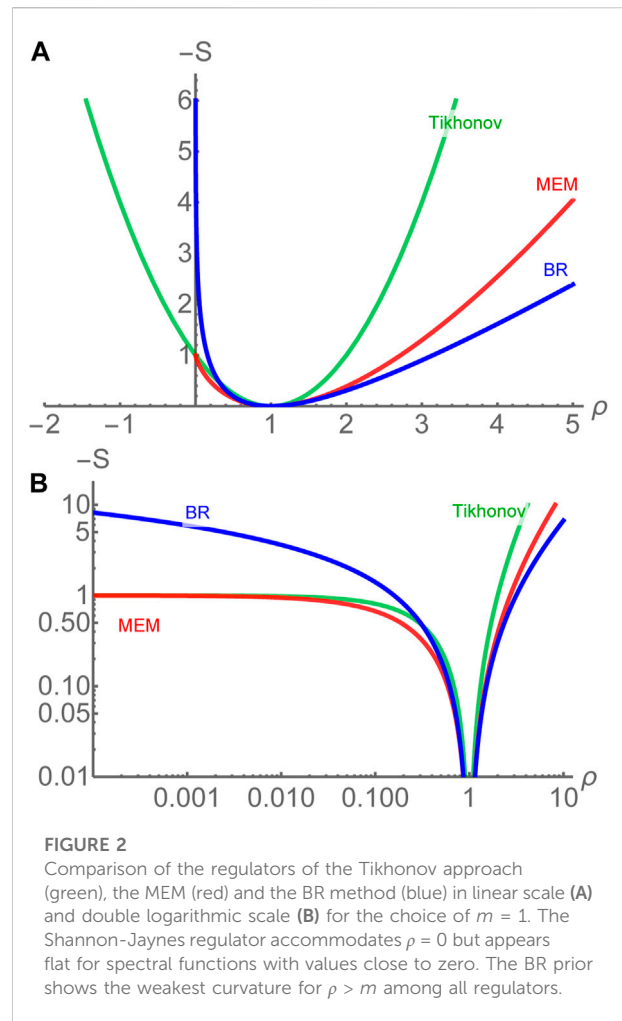 A
−S
6
5
4
3
2
1
Tikhonov
MEM
BR
−2 −1 1 2 3 4 5 ρ
−S
B
10
5
1
0.50
0.10
0.05
0.01
BR
Tikhonov
MEM
0.001 0.010 0.100 1 10 ρ
FIGURE 2
Comparison of the regulators of the Tikhonov approach
(green), the MEM (red) and the BR method (blue) in linear scale (A)
and double logarithmic scale (B) for the choice of m = 1. The
Shannon-Jaynes regulator accommodates ρ = 0 but appears
flat for spectral functions with values close to zero. The BR prior
shows the weakest curvature for ρ > m among all regulators.